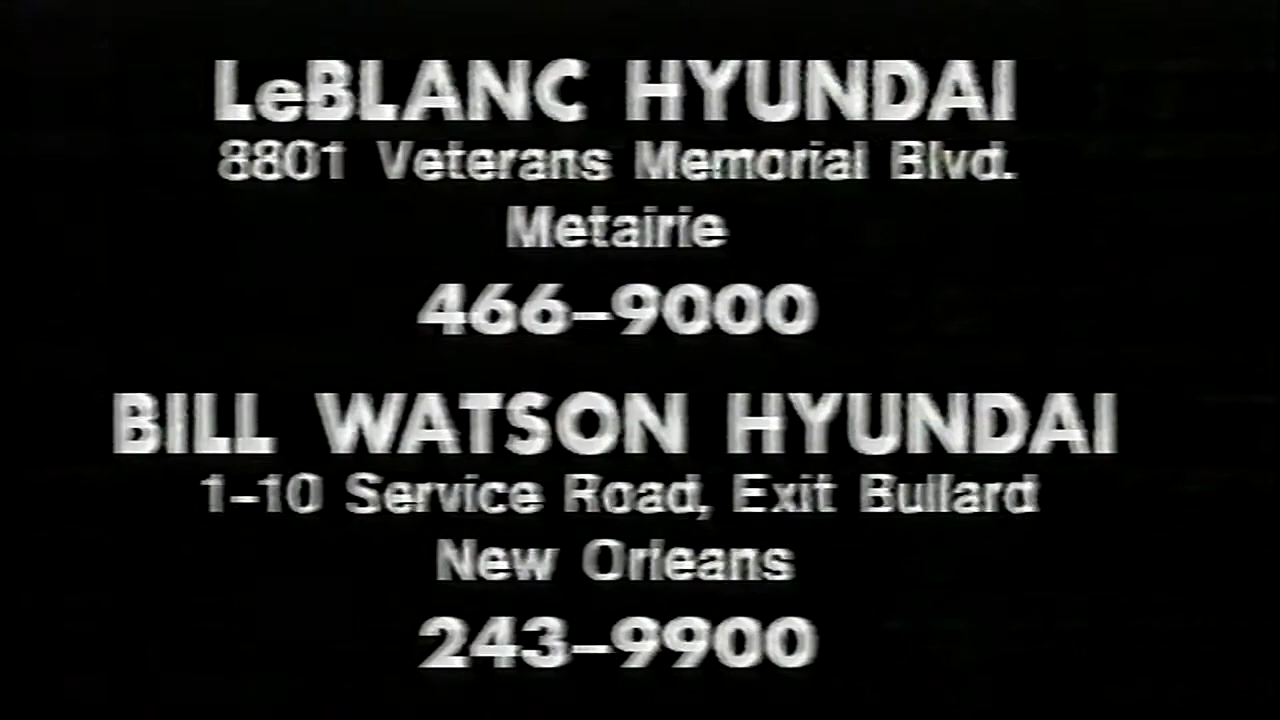 LeBLANC HYUNDAI
8801 Veterans Memorial Blvd.
Metairie
466-9000
BILL WATSON HYUNDAI
1-10 Service Road, Exit Bullard
New Orleans
243-9900